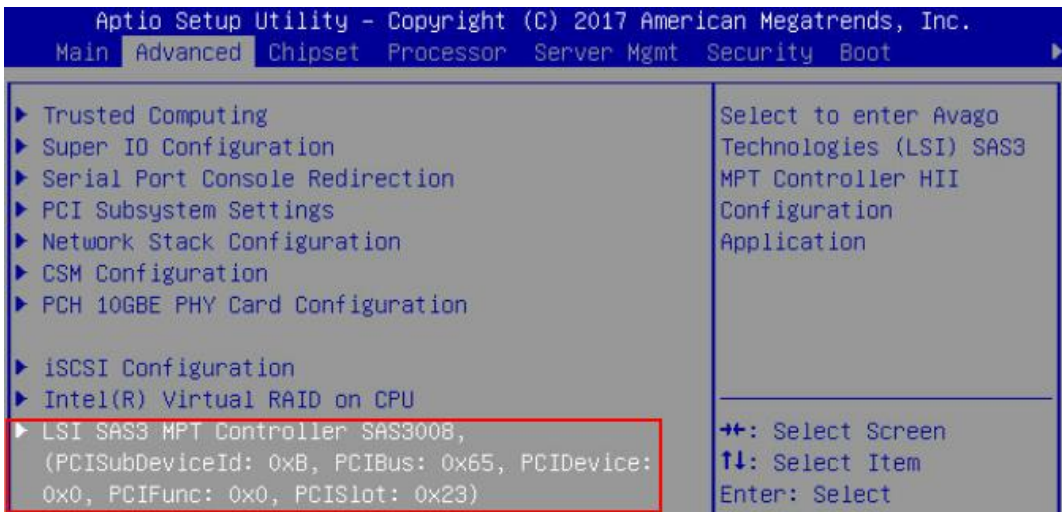 Aptio Setup Utility – Copyright (C) 2017 American Megatrends, Inc.
Main Advanced Chipset Processor Server Mgmt Security Boot
Trusted Computing
Super IO Configuration
Serial Port Console Redirection
PCI Subsystem Settings
Network Stack Configuration
CSM Configuration
PCH 10GBE PHY Card Configuration
iSCSI Configuration
Intel(R) Virtual RAID on CPU
LSI SAS3 MPT Controller SAS3008,
(PCISubDeviceId: 0xB, PCIBus: 0x65, PCIDevice:
0x0, PCIFunc: 0x0, PCISlot: 0x23)
Select to enter Avago
Technologies (LSI) SAS3
MPT Controller HII
Configuration
Application
→←: Select Screen
↑↓: Select Item
Enter: Select